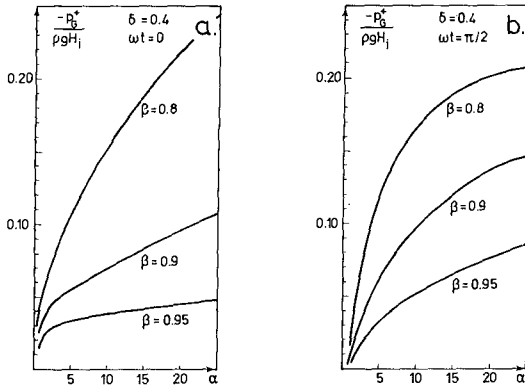 -p_G^+
ρgH_i
δ = 0.4
ωt = 0
a.
0.20
0.10
β = 0.8
β = 0.9
β = 0.95
5
10
15
20
α
-p_G^+
ρgH_i
δ = 0.4
ωt = π/2
b.
0.20
0.10
β = 0.8
β = 0.9
β = 0.95
5
10
15
20
α